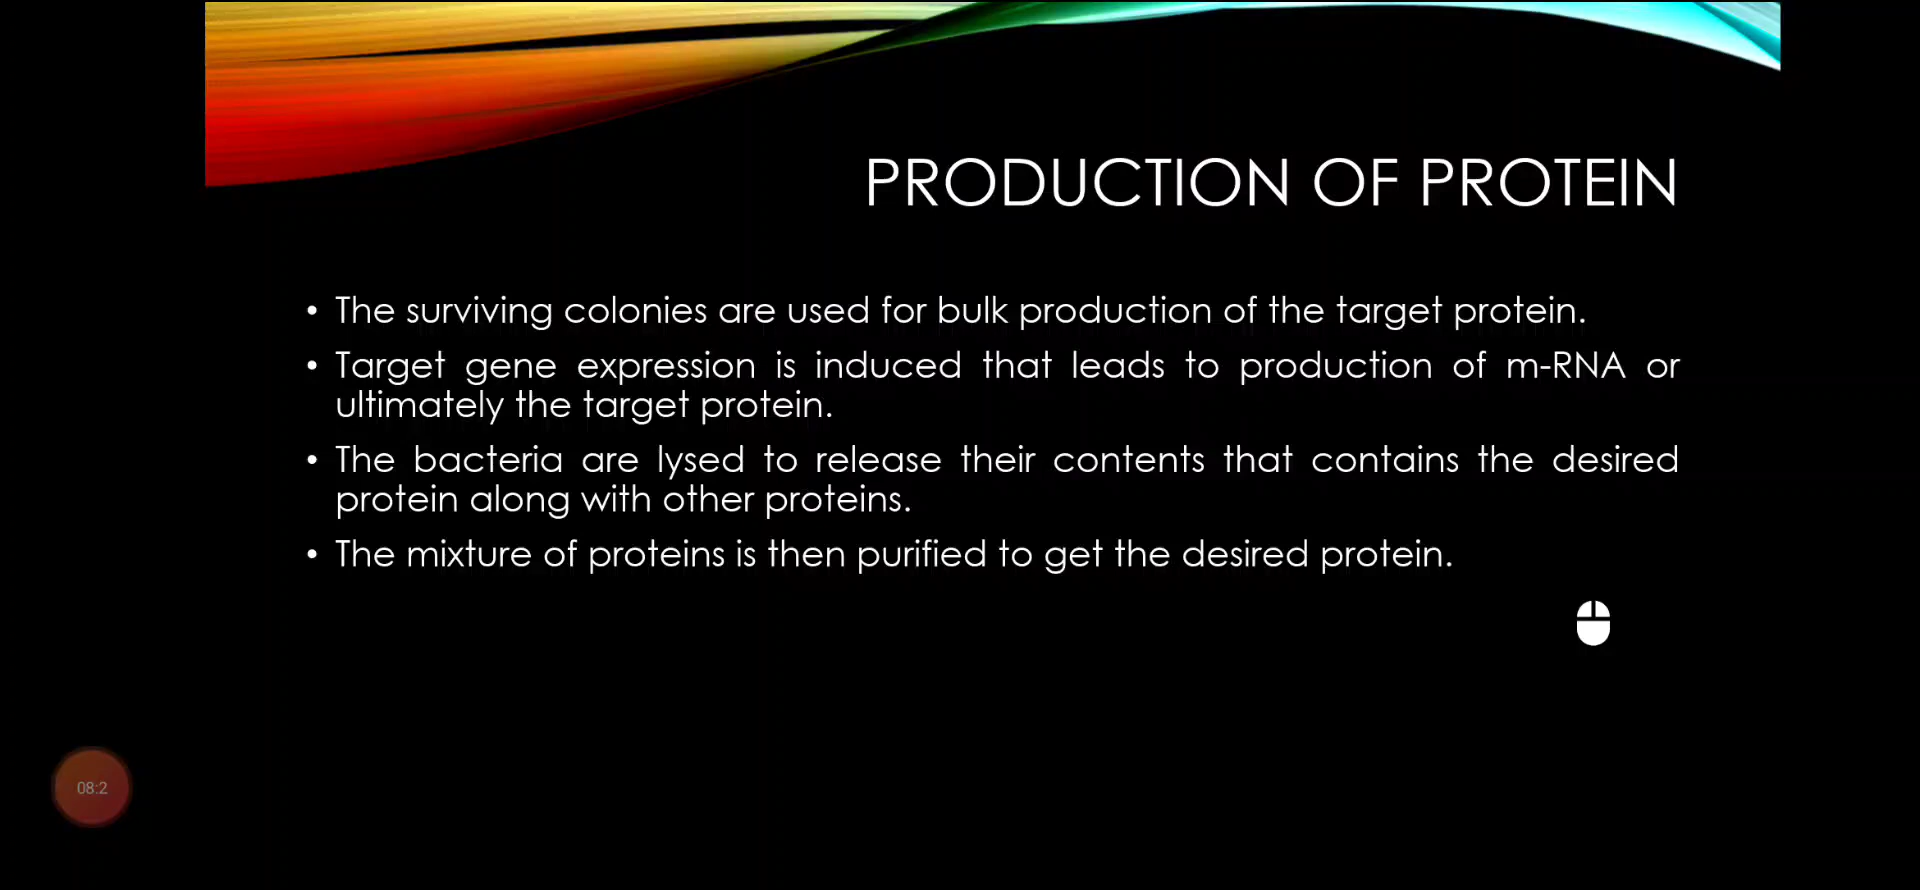 PRODUCTION OF PROTEIN
• The surviving colonies are used for bulk production of the target protein.
• Target gene expression is induced that leads to production of m-RNA or
ultimately the target protein.
• The bacteria are lysed to release their contents that contains the desired
protein along with other proteins.
• The mixture of proteins is then purified to get the desired protein.
08:2